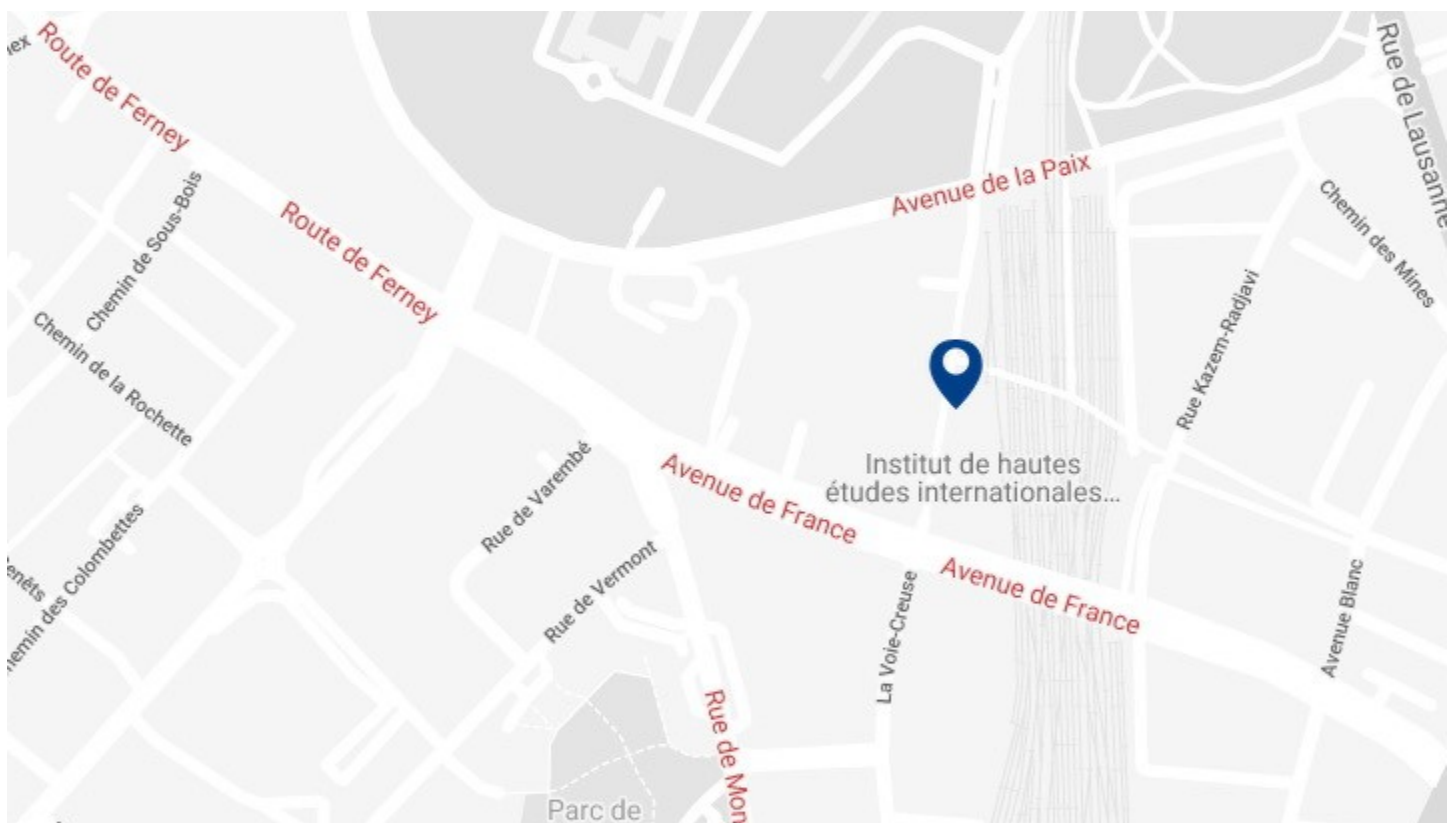 ex
Route de Ferney
Rue de Lausanne
Avenue de la Paix
Chemin de Sous-Bois
Route de Ferney
Chemin des Mines
Chemin de la Rochette
Rue Kazem-Radjavi
Institut de hautes
études internationales...
Rue de Varembé
Avenue de France
enêts
hemin des Colombettes
Rue de Vermont
Avenue de France
La Voie-Creuse
Avenue Blanc
Rue de Mon
Parc de